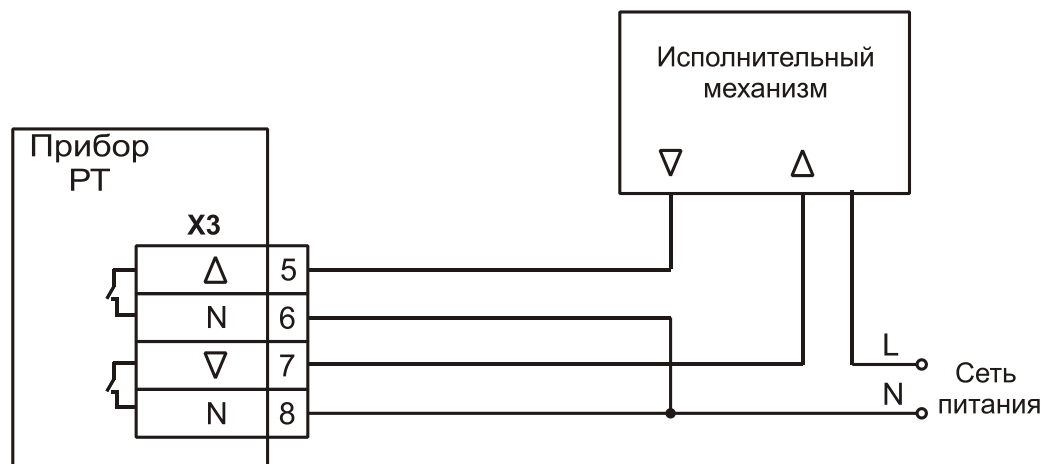 Исполнительный
механизм
∇ Δ
Прибор
РТ
X3
Δ 5
N 6
∇ 7
N 8
L
N
Сеть
питания